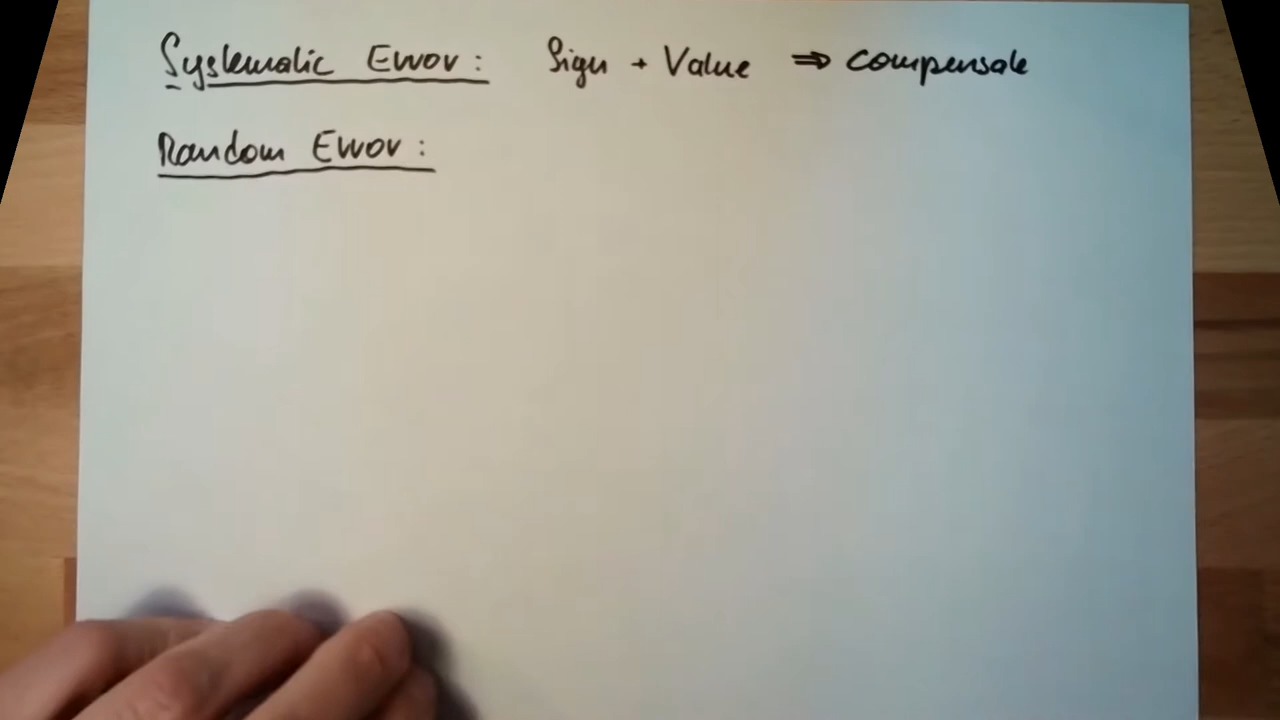 Systematic Error: Sign + Value ⇒ compensate
Random Error: